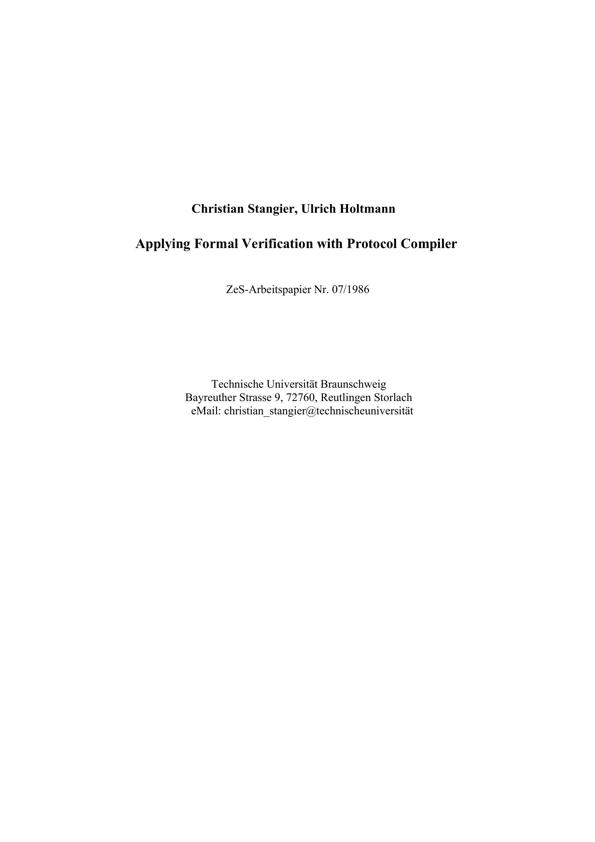 Christian Stangier, Ulrich Holtmann
Applying Formal Verification with Protocol Compiler
ZeS-Arbeitspapier Nr. 07/1986
Technische Universität Braunschweig
Bayreuther Strasse 9, 72760, Reutlingen Storlach
eMail: christian_stangier@technischeuniversität